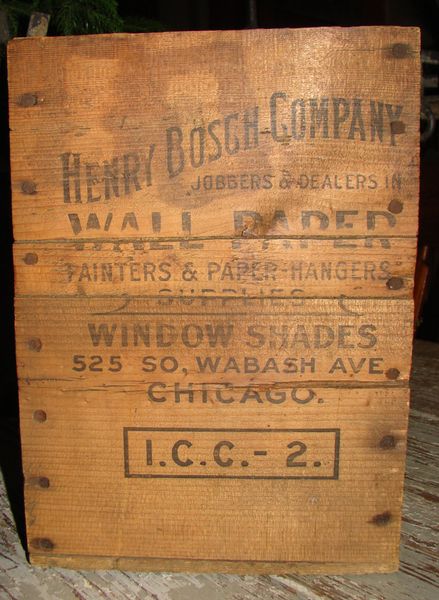 HENRY BOSCH COMPANY
JOBBERS & DEALERS IN
WALL PAPER
PAINTERS & PAPER-HANGERS'
SUPPLIES
WINDOW SHADES
525 SO, WABASH AVE
CHICAGO.
I.C.C.-2.